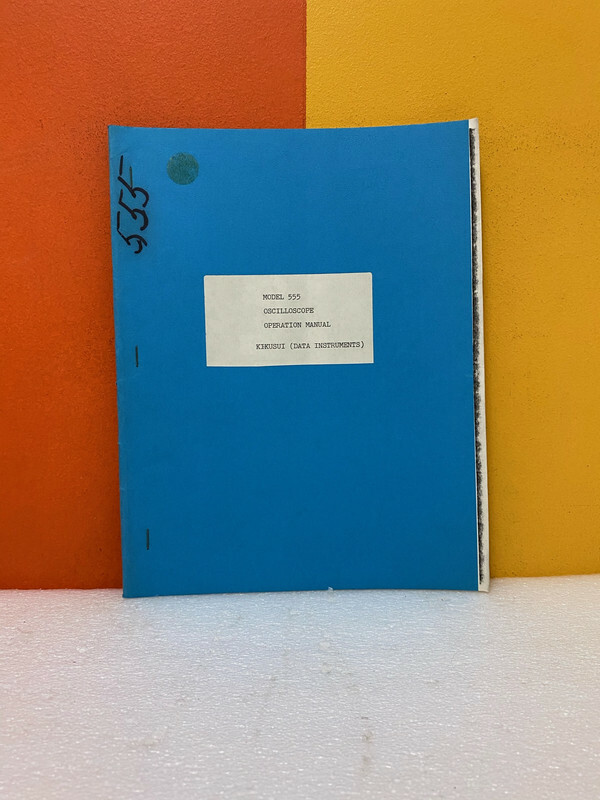 555
MODEL 555
OSCILLOSCOPE
OPERATION MANUAL
KIKUSUI (DATA INSTRUMENTS)